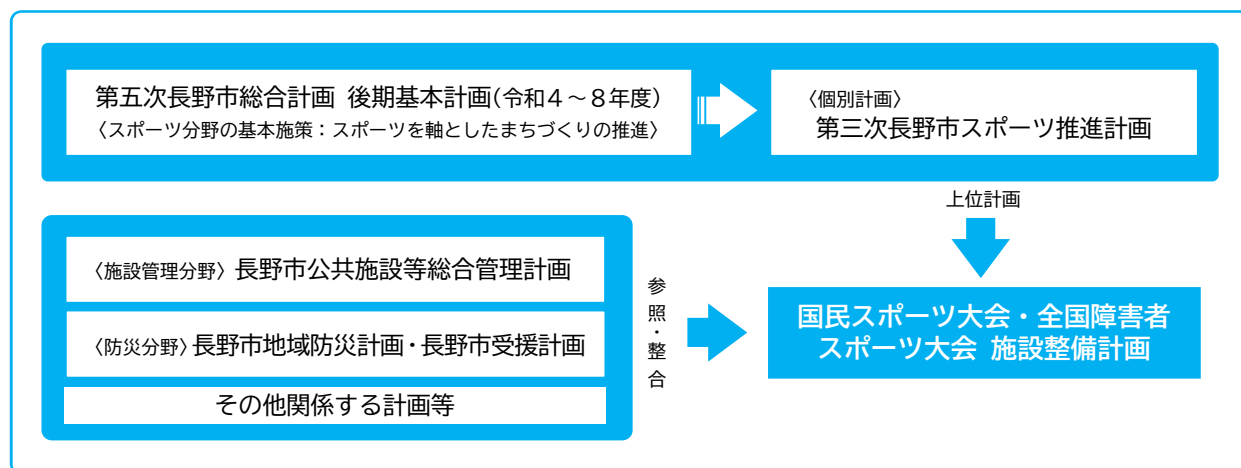 第五次長野市総合計画 後期基本計画(令和4～8年度)
〈スポーツ分野の基本施策：スポーツを軸としたまちづくりの推進〉
〈個別計画〉
第三次長野市スポーツ推進計画
上位計画
〈施設管理分野〉長野市公共施設等総合管理計画
〈防災分野〉長野市地域防災計画・長野市受援計画
その他関係する計画等
参照・整合
国民スポーツ大会・全国障害者
スポーツ大会 施設整備計画